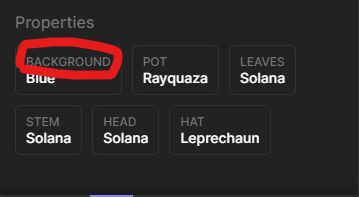 Properties
BACKGROUND
Blue
POT
Rayquaza
LEAVES
Solana
STEM
Solana
HEAD
Solana
HAT
Leprechaun